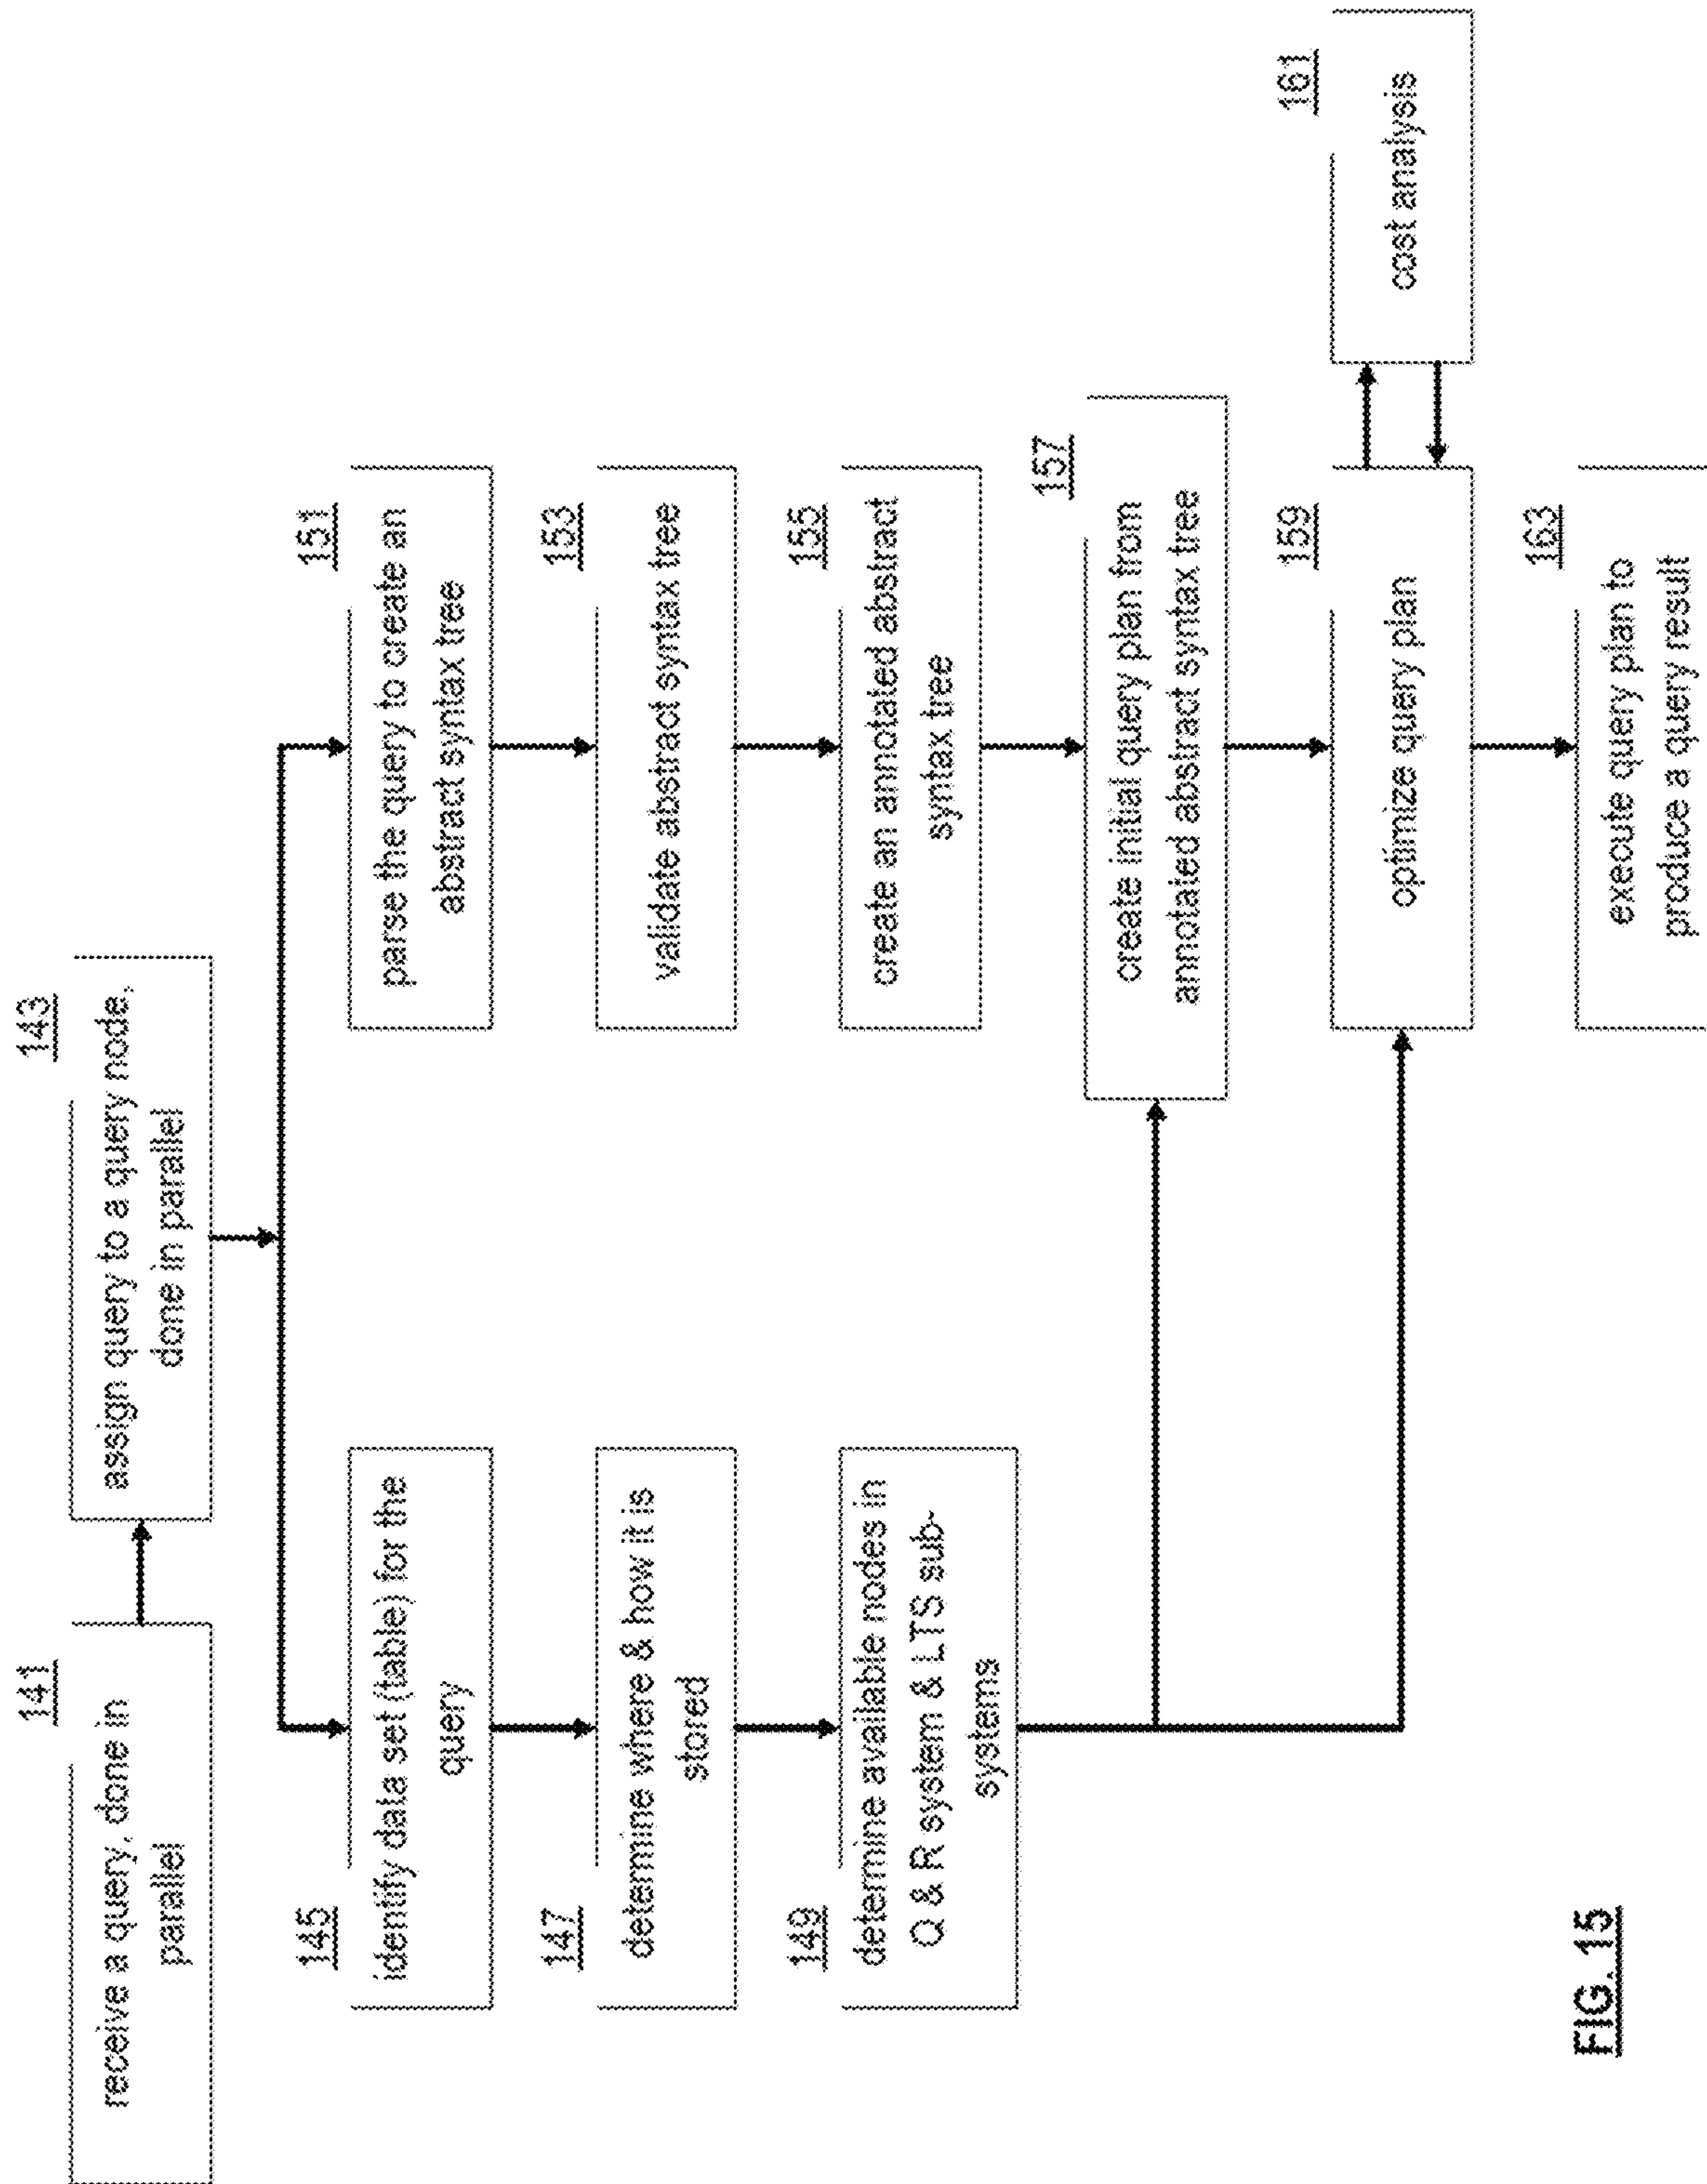 141
receive a query, done in
parallel
143
assign query to a query node,
done in parallel
145
identify data set (table) for the
query
147
determine where & how it is
stored
149
determine available nodes in
Q & R system & LTS sub-
systems
151
parse the query to create an
abstract syntax tree
153
validate abstract syntax tree
155
create an annotated abstract
syntax tree
157
create initial query plan from
annotated abstract syntax tree
159
optimize query plan
161
cost analysis
163
execute query plan to
produce a query result
FIG. 15